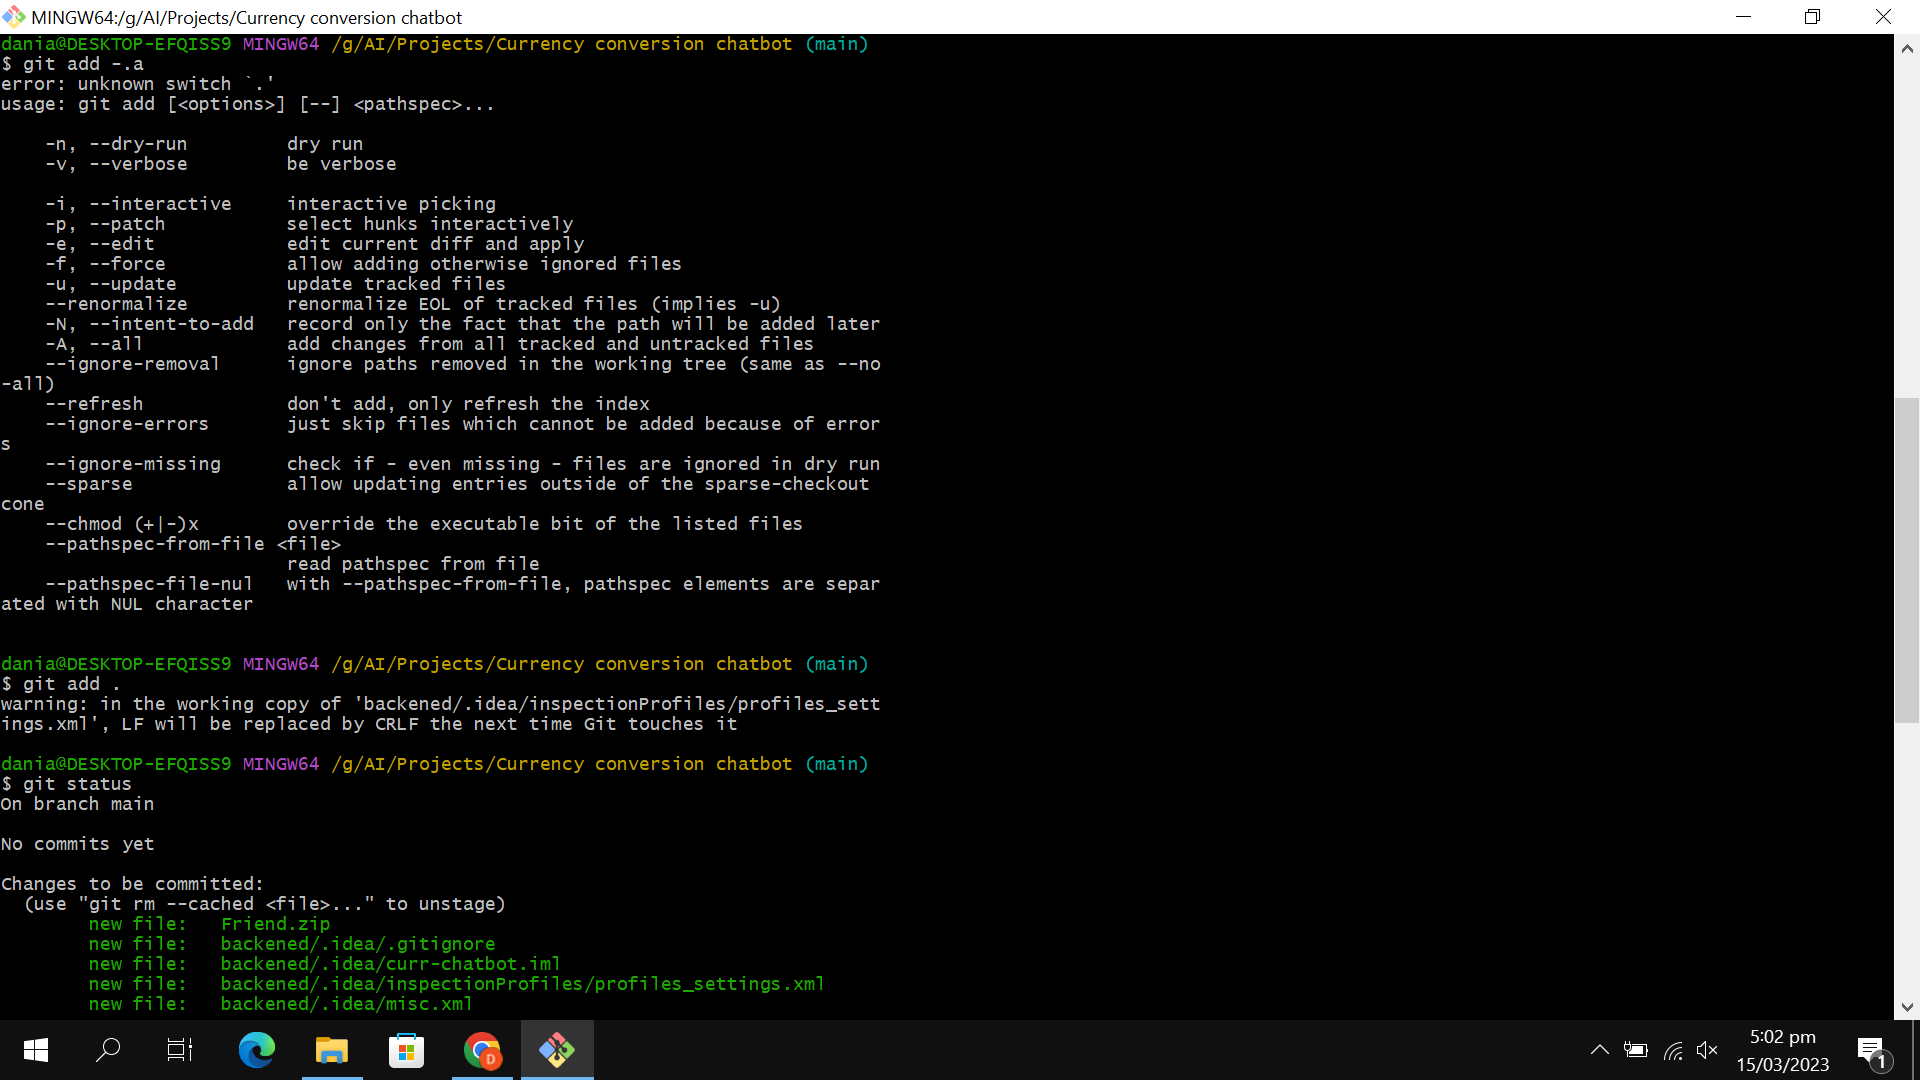 MINGW64:/g/AI/Projects/Currency conversion chatbot
dania@DESKTOP-EFQISS9 MINGW64 /g/AI/Projects/Currency conversion chatbot (main)
$ git add -.a
error: unknown switch `.'
usage: git add [<options>] [--] <pathspec>...
-n, --dry-run dry run
-v, --verbose be verbose
-i, --interactive interactive picking
-p, --patch select hunks interactively
-e, --edit edit current diff and apply
-f, --force allow adding otherwise ignored files
-u, --update update tracked files
--renormalize renormalize EOL of tracked files (implies -u)
-N, --intent-to-add record only the fact that the path will be added later
-A, --all add changes from all tracked and untracked files
--ignore-removal ignore paths removed in the working tree (same as --no
-all)
--refresh don't add, only refresh the index
--ignore-errors just skip files which cannot be added because of error
s
--ignore-missing check if - even missing - files are ignored in dry run
--sparse allow updating entries outside of the sparse-checkout
cone
--chmod (+|-)x override the executable bit of the listed files
--pathspec-from-file <file>
read pathspec from file
--pathspec-file-nul with --pathspec-from-file, pathspec elements are separ
ated with NUL character
dania@DESKTOP-EFQISS9 MINGW64 /g/AI/Projects/Currency conversion chatbot (main)
$ git add .
warning: in the working copy of 'backened/.idea/inspectionProfiles/profiles_sett
ings.xml', LF will be replaced by CRLF the next time Git touches it
dania@DESKTOP-EFQISS9 MINGW64 /g/AI/Projects/Currency conversion chatbot (main)
$ git status
On branch main
No commits yet
Changes to be committed:
(use "git rm --cached <file>..." to unstage)
new file: Friend.zip
new file: backened/.idea/.gitignore
new file: backened/.idea/curr-chatbot.iml
new file: backened/.idea/inspectionProfiles/profiles_settings.xml
new file: backened/.idea/misc.xml
D
5:02 pm
15/03/2023
1